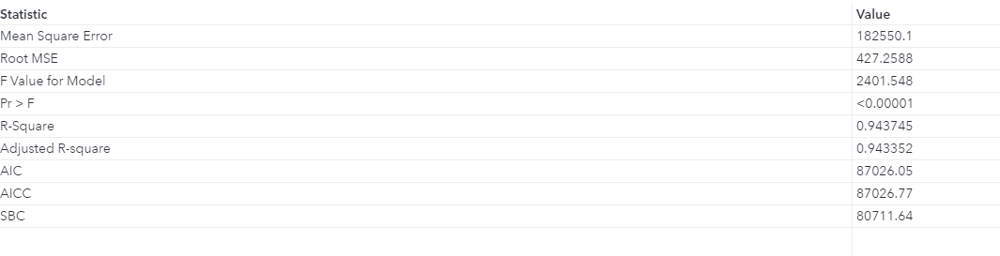 Statistic Value
Mean Square Error 182550.1
Root MSE 427.2588
F Value for Model 2401.548
Pr > F <0.00001
R-Square 0.943745
Adjusted R-square 0.943352
AIC 87026.05
AICC 87026.77
SBC 80711.64